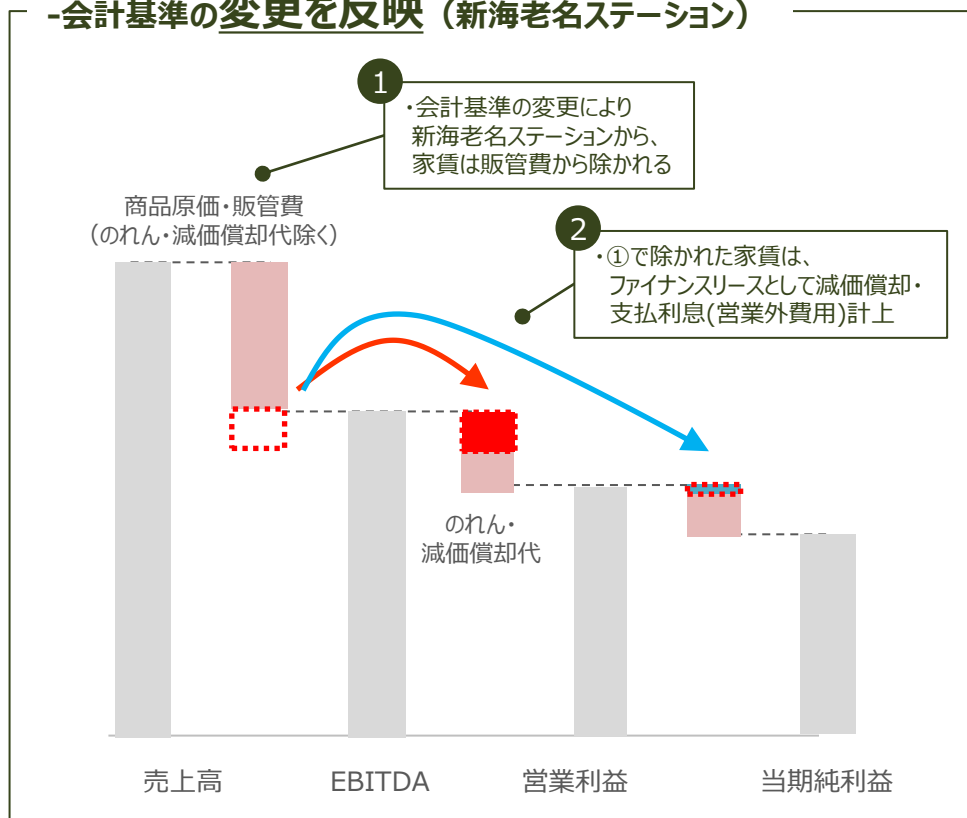 -会計基準の変更を反映（新海老名ステーション）
1
・会計基準の変更により
新海老名ステーションから、
家賃は販管費から除かれる
商品原価・販管費
（のれん・減価償却代除く）
2
・①で除かれた家賃は、
ファイナンスリースとして減価償却・
支払利息(営業外費用)計上
のれん・
減価償却代
売上高
EBITDA
営業利益
当期純利益